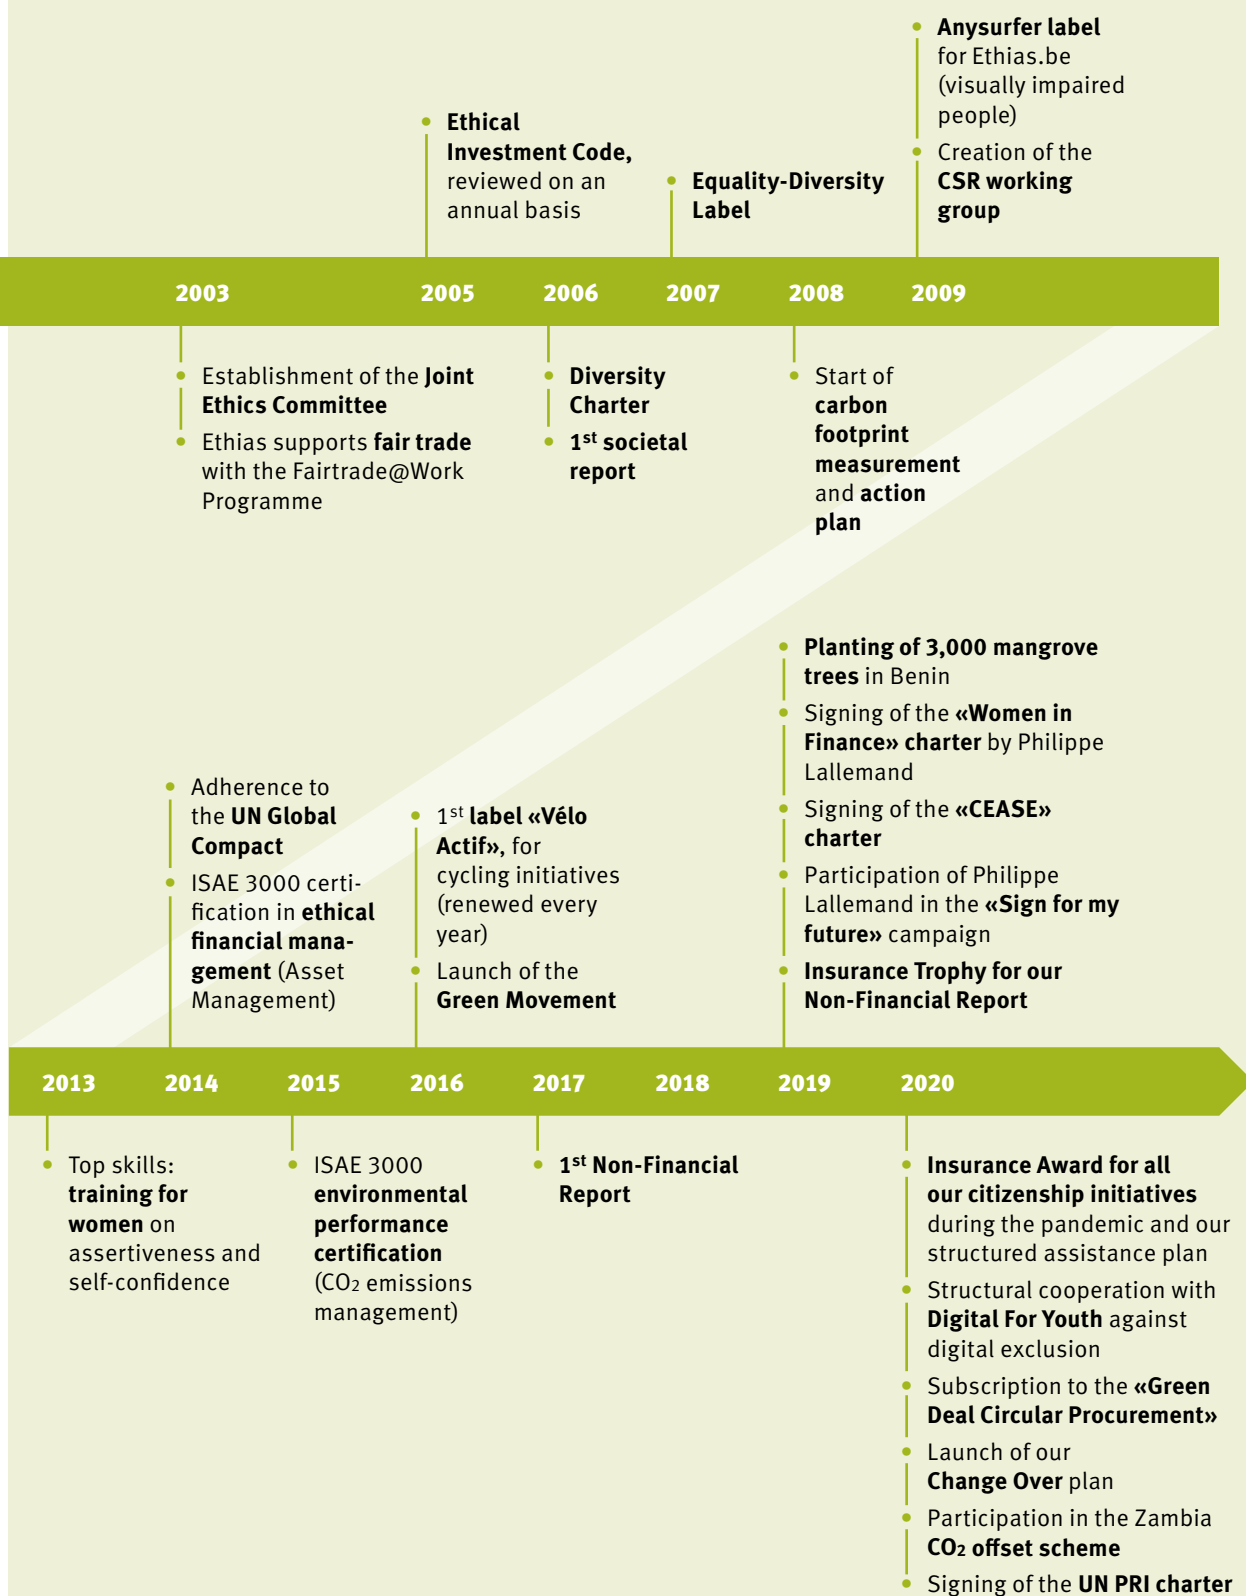 Anysurfer label
for Ethias.be
(visually impaired
people)
Creation of the
CSR working
group
Ethical
Investment Code,
reviewed on an
annual basis
Equality-Diversity
Label
2003 2005 2006 2007 2008 2009
Establishment of the Joint
Ethics Committee
Ethias supports fair trade
with the Fairtrade@Work
Programme
Diversity
Charter
1st societal
report
Start of
carbon
footprint
measurement
and action
plan
Adherence to
the UN Global
Compact
ISAE 3000 certi-
fication in ethical
financial mana-
gement (Asset
Management)
1st label «Vélo
Actif», for
cycling initiatives
(renewed every
year)
Launch of the
Green Movement
Planting of 3,000 mangrove
trees in Benin
Signing of the «Women in
Finance» charter by Philippe
Lallemand
Signing of the «CEASE»
charter
Participation of Philippe
Lallemand in the «Sign for my
future» campaign
Insurance Trophy for our
Non-Financial Report
2013 2014 2015 2016 2017 2018 2019 2020
Top skills:
training for
women on
assertiveness and
self-confidence
ISAE 3000
environmental
performance
certification
(CO2 emissions
management)
1st Non-Financial
Report
Insurance Award for all
our citizenship initiatives
during the pandemic and our
structured assistance plan
Structural cooperation with
Digital For Youth against
digital exclusion
Subscription to the «Green
Deal Circular Procurement»
Launch of our
Change Over plan
Participation in the Zambia
CO2 offset scheme
Signing of the UN PRI charter